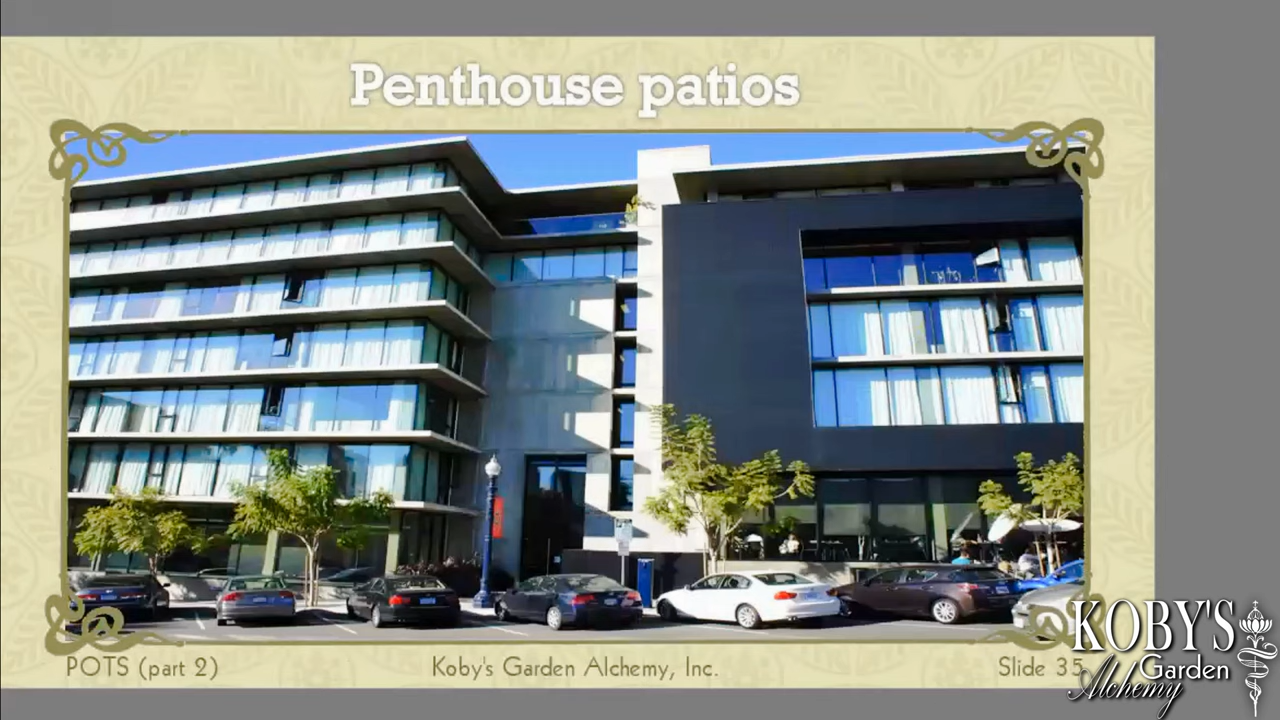 Penthouse patios
POTS (part 2)
Koby's Garden Alchemy, Inc.
Slide 35
KOBY'S
Garden
Alchemy